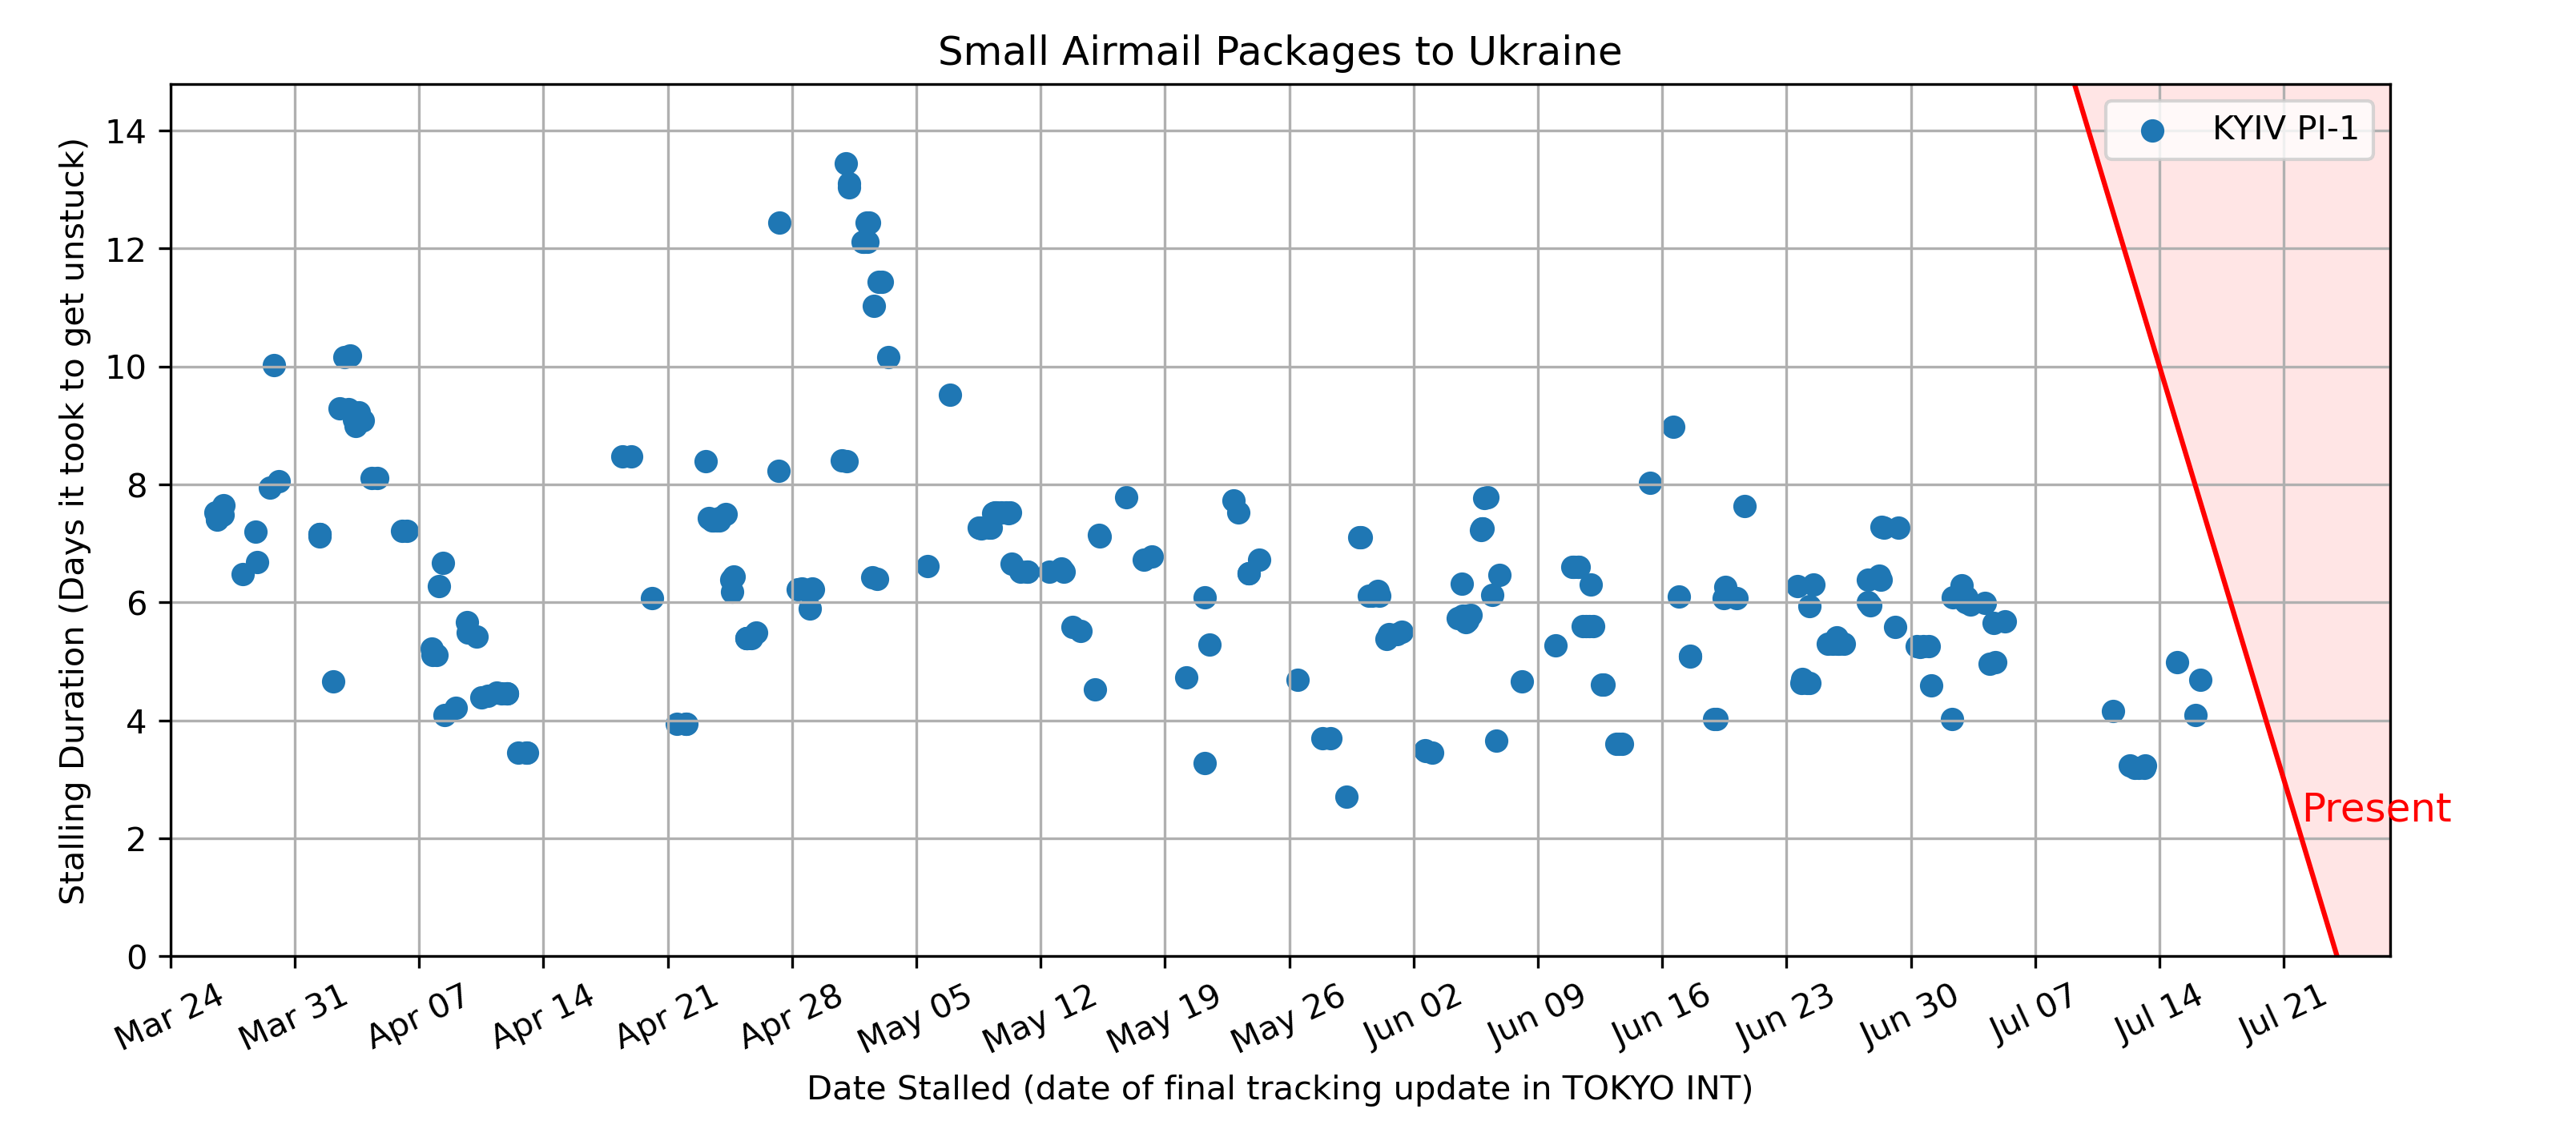 Small Airmail Packages to Ukraine
Stalling Duration (Days it took to get unstuck)
14
12
10
8
6
4
2
0
KYIV PI-1
Present
Mar 24
Mar 31
Apr 07
Apr 14
Apr 21
Apr 28
May 05
May 12
May 19
May 26
Jun 02
Jun 09
Jun 16
Jun 23
Jun 30
Jul 07
Jul 14
Jul 21
Date Stalled (date of final tracking update in TOKYO INT)